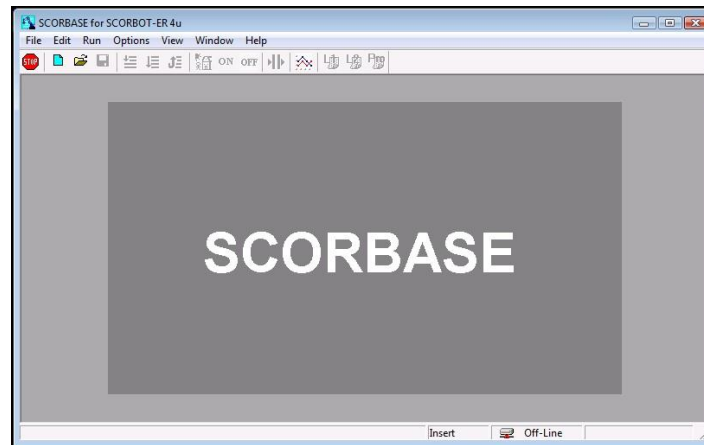 SCORBASE for SCORBOT-ER 4u
File Edit Run Options View Window Help
STOP ON OFF Pro
SCORBASE
Insert Off-Line